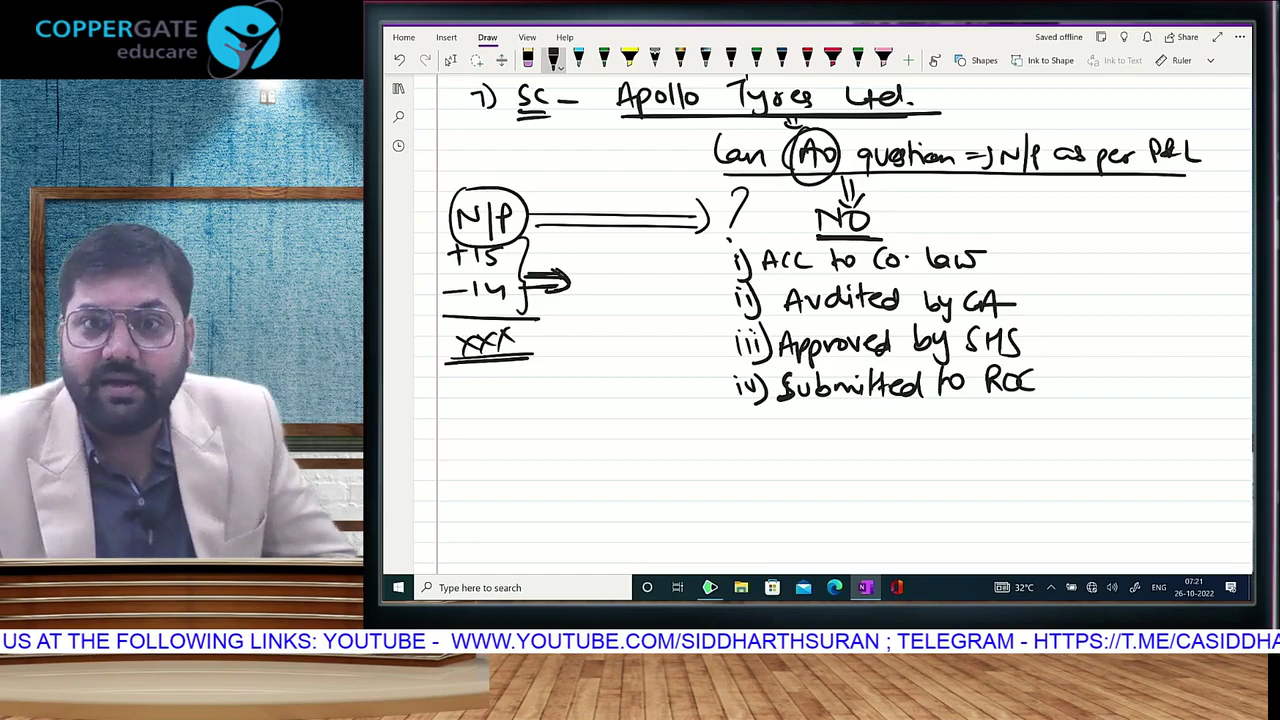 COPPERGATE
educare
Home Insert Draw View Help
Saved offline Share
Shapes Ink to Shape Ink to Text Math Ruler
7) SC - Apollo Tyres Ltd.
Can AO question => N/P as per P&L
NO
N/P ?
+15
-14
XXX
i) ACC to Co. law
ii) Audited by CA
iii) Approved by SHS
iv) Submitted to ROC
Type here to search
32°C ENG 07:21
26-10-2022
US AT THE FOLLOWING LINKS: YOUTUBE - WWW.YOUTUBE.COM/SIDDHARTHSURAN ; TELEGRAM - HTTPS://T.ME/CASIDDHA